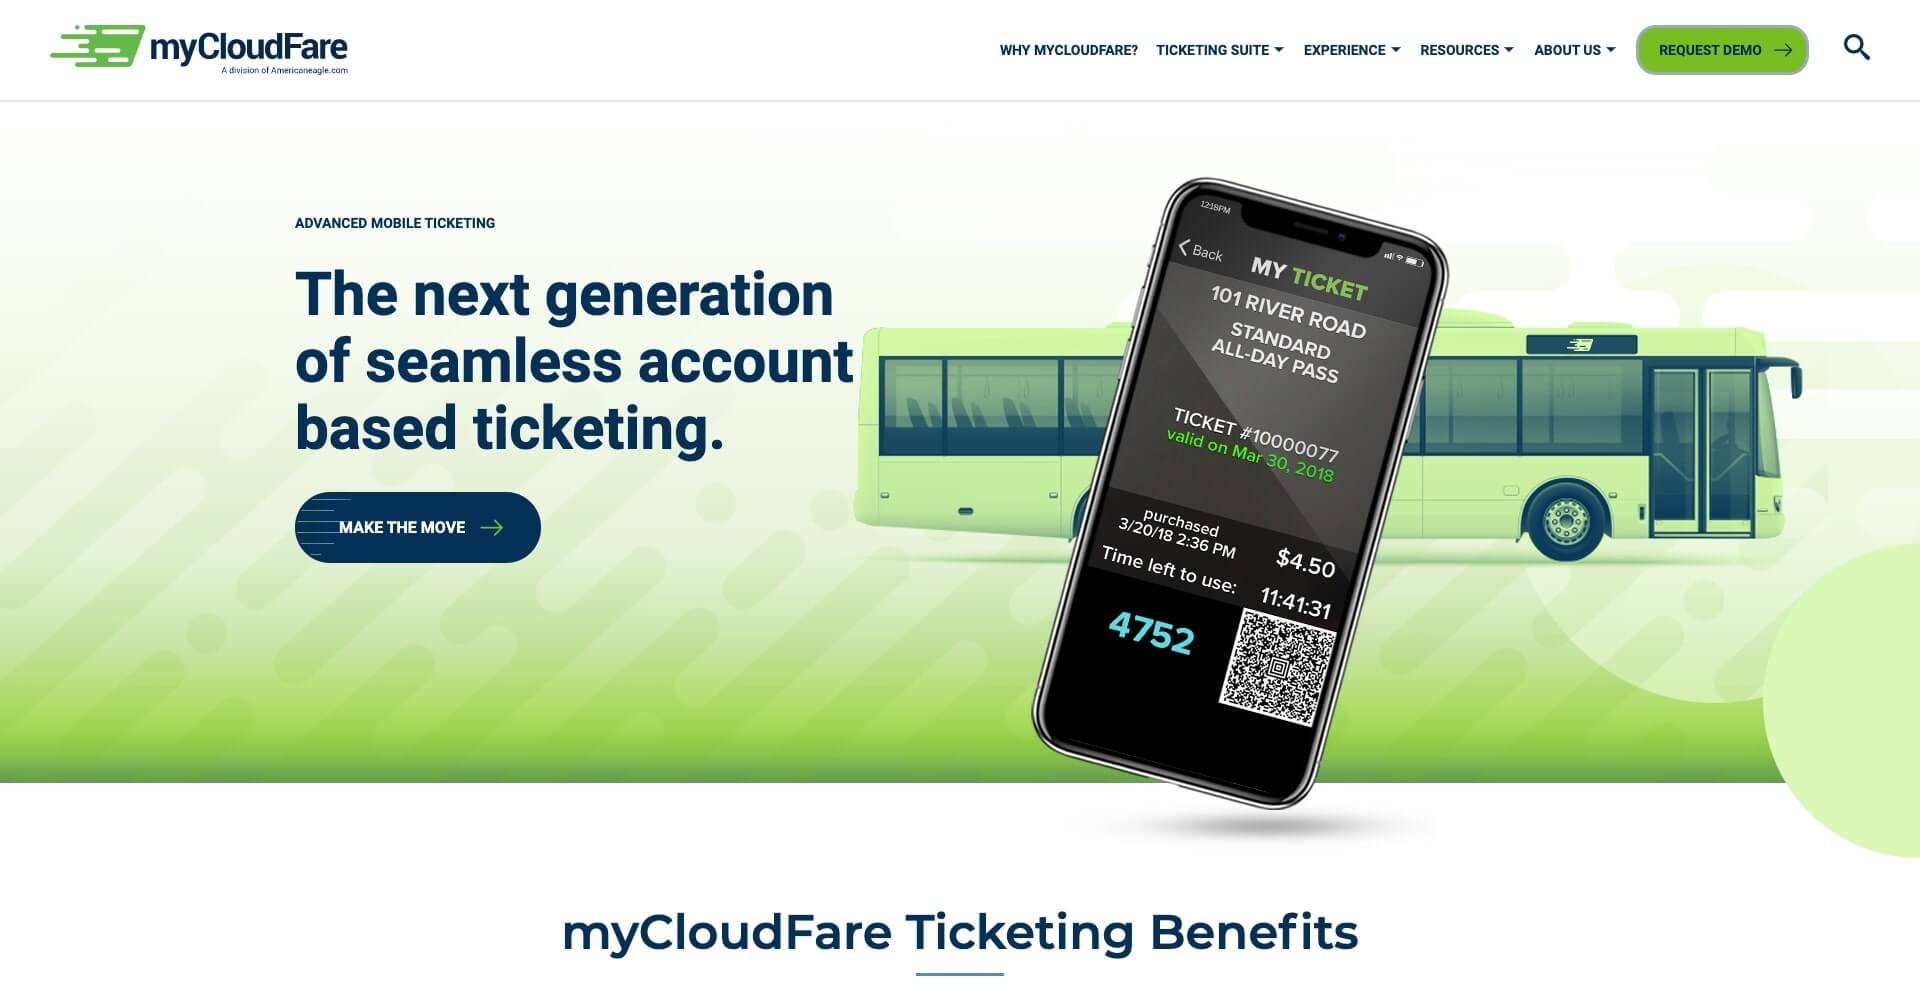 myCloudFare
A division of Americaneagle.com
WHY MYCLOUDFARE?
TICKETING SUITE
EXPERIENCE
RESOURCES
ABOUT US
REQUEST DEMO
ADVANCED MOBILE TICKETING
The next generation
of seamless account
based ticketing.
MAKE THE MOVE
12:18PM
Back
MY TICKET
101 RIVER ROAD
STANDARD
ALL-DAY PASS
TICKET #10000077
valid on Mar 30, 2018
purchased
3/20/18 2:36 PM
$4.50
Time left to use:
11:41:31
4752
myCloudFare Ticketing Benefits